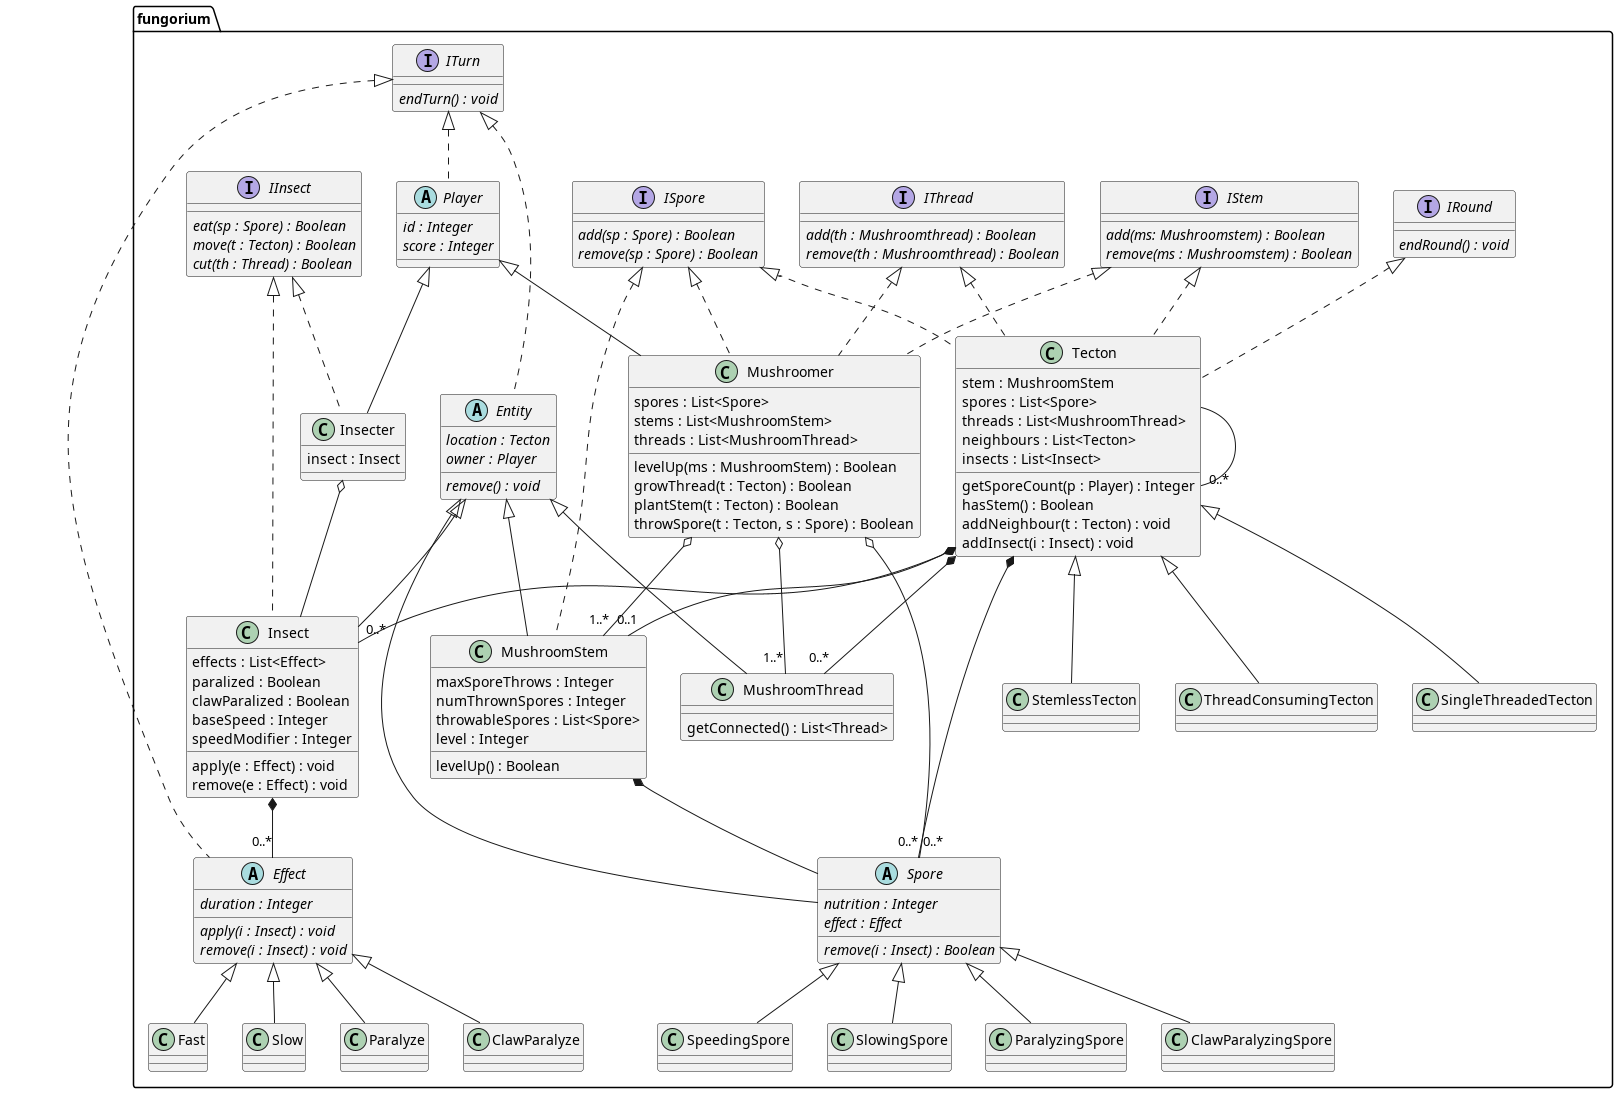 fungorium
I ITurn
endTurn() : void
I IInsect
eat(sp : Spore) : Boolean
move(t : Tecton) : Boolean
cut(th : Thread) : Boolean
A Player
id : Integer
score : Integer
I ISpore
add(sp : Spore) : Boolean
remove(sp : Spore) : Boolean
I IThread
add(th : Mushroomthread) : Boolean
remove(th : Mushroomthread) : Boolean
I IStem
add(ms: Mushroomstem) : Boolean
remove(ms : Mushroomstem) : Boolean
I IRound
endRound() : void
C Insecter
insect : Insect
A Entity
location : Tecton
owner : Player
remove() : void
C Mushroomer
spores : List<Spore>
stems : List<MushroomStem>
threads : List<MushroomThread>
levelUp(ms : MushroomStem) : Boolean
growThread(t : Tecton) : Boolean
plantStem(t : Tecton) : Boolean
throwSpore(t : Tecton, s : Spore) : Boolean
C Tecton
stem : MushroomStem
spores : List<Spore>
threads : List<MushroomThread>
neighbours : List<Tecton>
insects : List<Insect>
getSporeCount(p : Player) : Integer
hasStem() : Boolean
addNeighbour(t : Tecton) : void
addInsect(i : Insect) : void
0..*
C Insect
effects : List<Effect>
paralized : Boolean
clawParalized : Boolean
baseSpeed : Integer
speedModifier : Integer
apply(e : Effect) : void
remove(e : Effect) : void
0..*
1..*
0..1
C MushroomStem
maxSporeThrows : Integer
numThrownSpores : Integer
throwableSpores : List<Spore>
level : Integer
levelUp() : Boolean
1..*
0..*
C MushroomThread
getConnected() : List<Thread>
C StemlessTecton
C ThreadConsumingTecton
C SingleThreadedTecton
0..*
A Effect
duration : Integer
apply(i : Insect) : void
remove(i : Insect) : void
0..*
0..*
A Spore
nutrition : Integer
effect : Effect
remove(i : Insect) : Boolean
C Fast
C Slow
C Paralyze
C ClawParalyze
C SpeedingSpore
C SlowingSpore
C ParalyzingSpore
C ClawParalyzingSpore